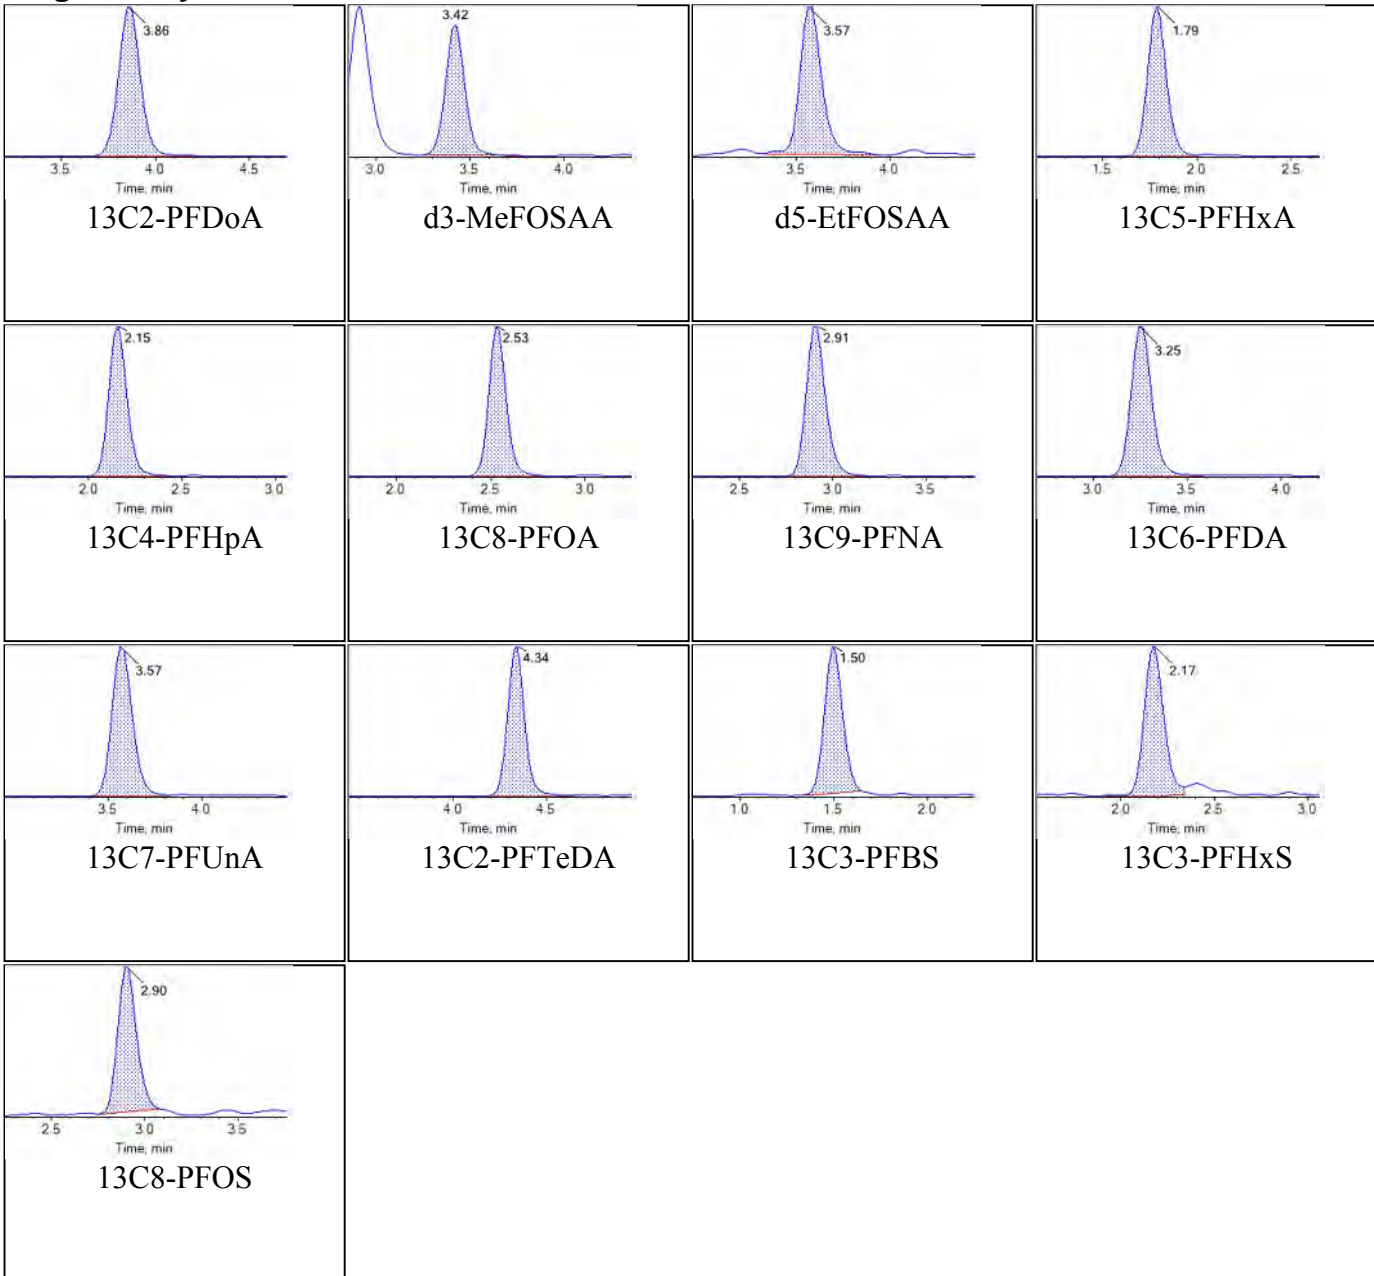 3.86
3.5 4.0 4.5
Time, min
13C2-PFDoA
3.42
3.0 3.5 4.0
Time, min
d3-MeFOSAA
3.57
3.5 4.0
Time, min
d5-EtFOSAA
1.79
1.5 2.0 2.5
Time, min
13C5-PFHxA
2.15
2.0 2.5 3.0
Time, min
13C4-PFHpA
2.53
2.0 2.5 3.0
Time, min
13C8-PFOA
2.91
2.5 3.0 3.5
Time, min
13C9-PFNA
3.25
3.0 3.5 4.0
Time, min
13C6-PFDA
3.57
3.5 4.0
Time, min
13C7-PFUnA
4.34
4.0 4.5
Time, min
13C2-PFTeDA
1.50
1.0 1.5 2.0
Time, min
13C3-PFBS
2.17
2.0 2.5 3.0
Time, min
13C3-PFHxS
2.90
2.5 3.0 3.5
Time, min
13C8-PFOS